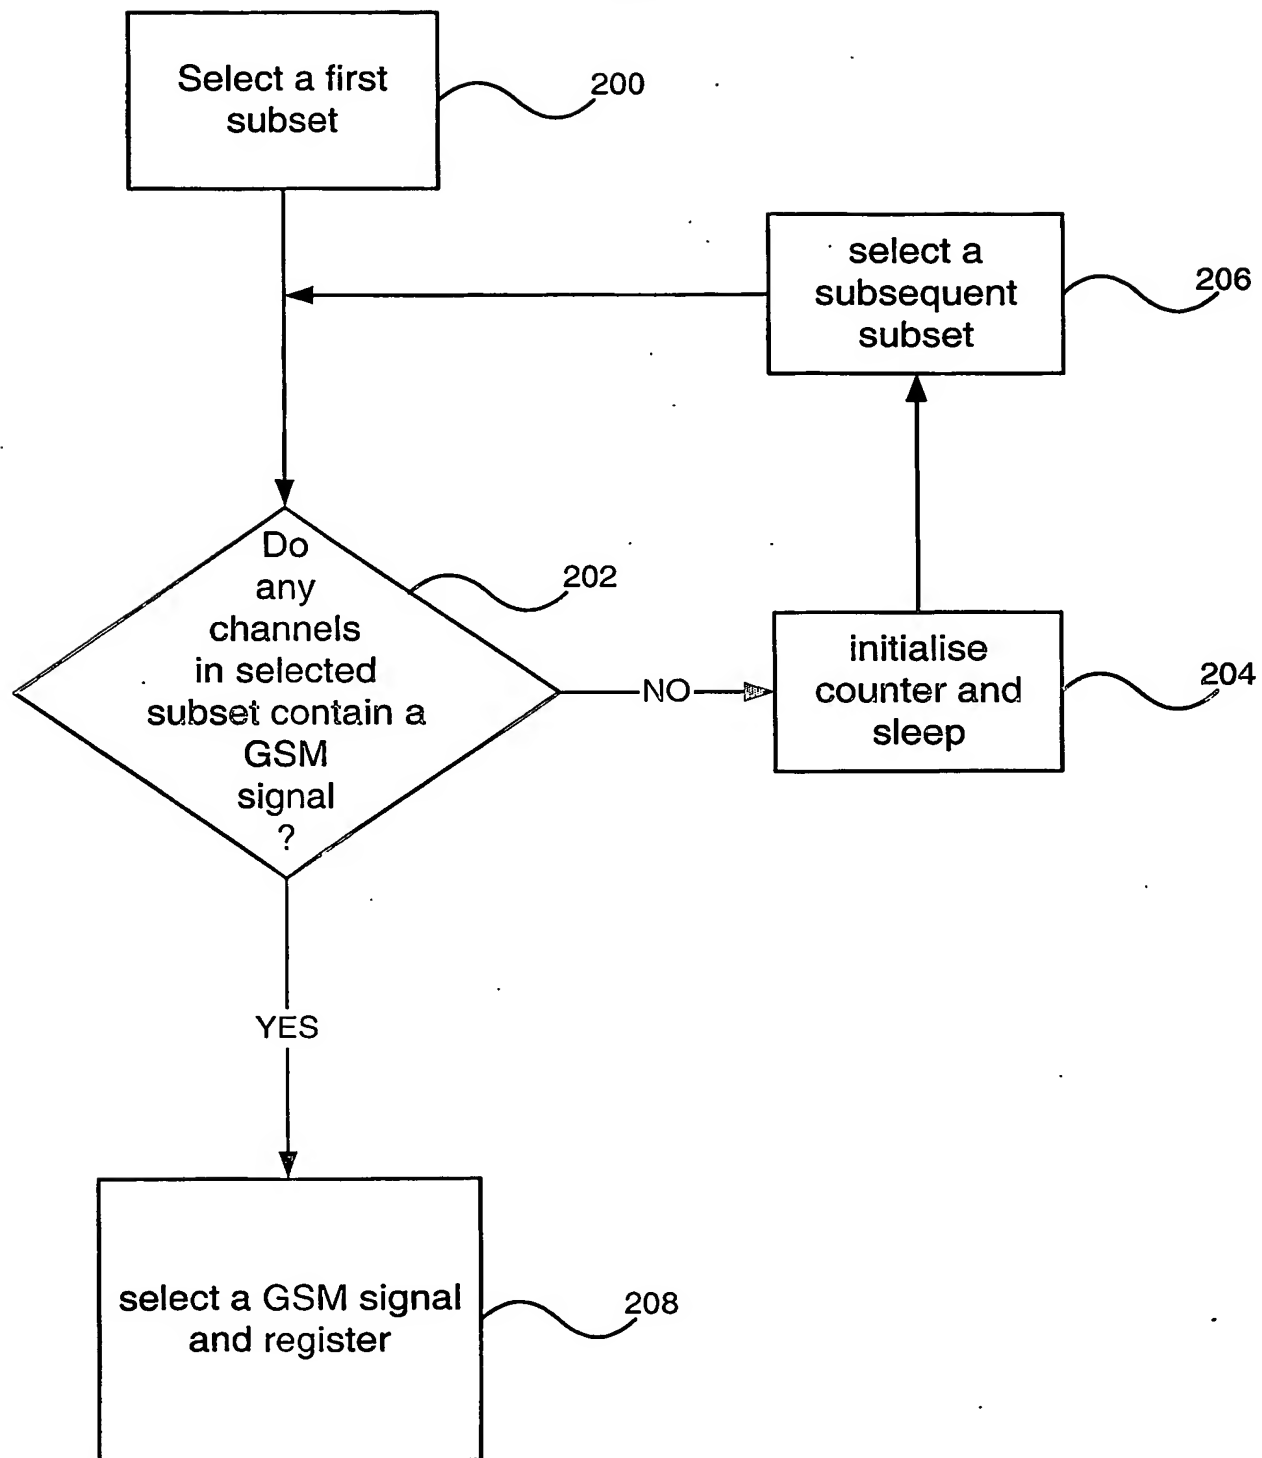 Select a first
subset
200
select a
subsequent
subset
206
Do
any
channels
in selected
subset contain a
GSM
signal
?
202
NO
initialise
counter and
sleep
204
YES
select a GSM signal
and register
208